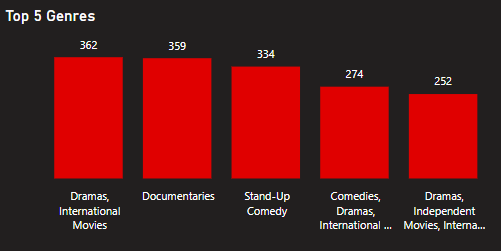 Top 5 Genres
362
359
334
274
252
Dramas,
International
Movies
Documentaries
Stand-Up
Comedy
Comedies,
Dramas,
International ...
Dramas,
Independent
Movies, Interna...